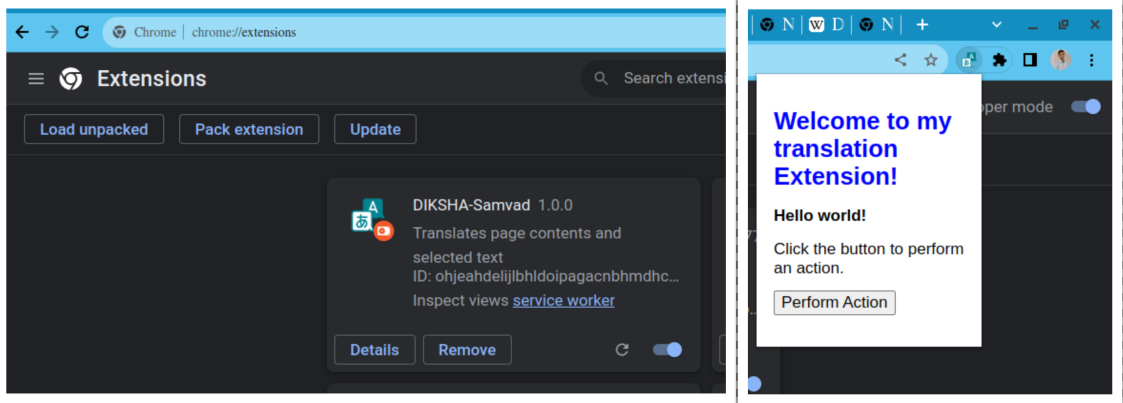 Chrome | chrome://extensions
Extensions
Search extensi
Load unpacked
Pack extension
Update
A
あ
DIKSHA-Samvad 1.0.0
Translates page contents and
selected text
ID: ohjeahdelijlbhldoipagacnbhmdhc...
Inspect views service worker
Details
Remove
N
W D
N
per mode
Welcome to my
translation
Extension!
Hello world!
Click the button to perform
an action.
Perform Action